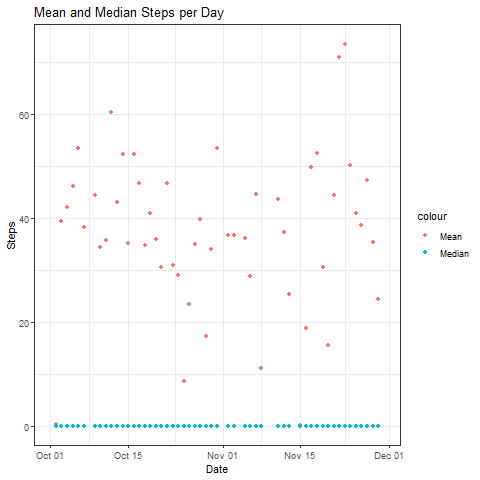 Mean and Median Steps per Day
60
40
20
0
Steps
Oct 01
Oct 15
Nov 01
Nov 15
Dec 01
Date
colour
Mean
Median